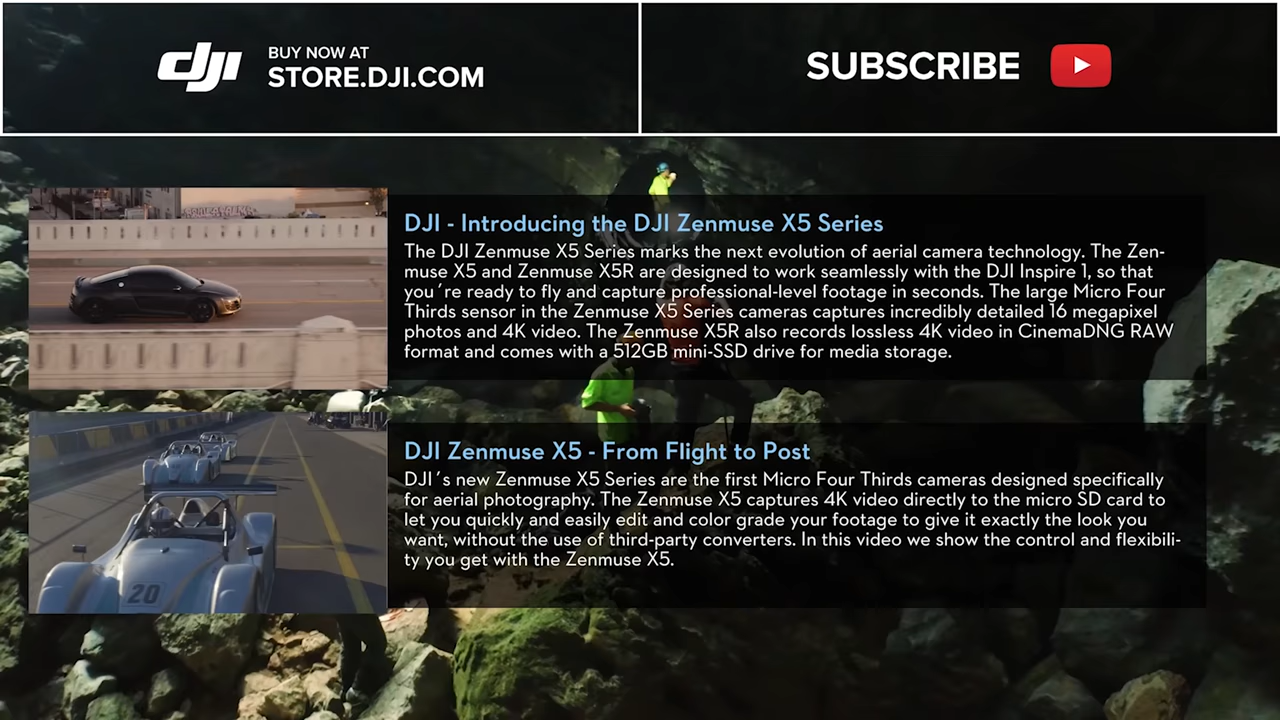 dji
BUY NOW AT
STORE.DJI.COM
SUBSCRIBE
DJI - Introducing the DJI Zenmuse X5 Series
The DJI Zenmuse X5 Series marks the next evolution of aerial camera technology. The Zen-
muse X5 and Zenmuse X5R are designed to work seamlessly with the DJI Inspire 1, so that
you´re ready to fly and capture professional-level footage in seconds. The large Micro Four
Thirds sensor in the Zenmuse X5 Series cameras captures incredibly detailed 16 megapixel
photos and 4K video. The Zenmuse X5R also records lossless 4K video in CinemaDNG RAW
format and comes with a 512GB mini-SSD drive for media storage.
DJI Zenmuse X5 - From Flight to Post
DJI´s new Zenmuse X5 Series are the first Micro Four Thirds cameras designed specifically
for aerial photography. The Zenmuse X5 captures 4K video directly to the micro SD card to
let you quickly and easily edit and color grade your footage to give it exactly the look you
want, without the use of third-party converters. In this video we show the control and flexibili-
ty you get with the Zenmuse X5.
20